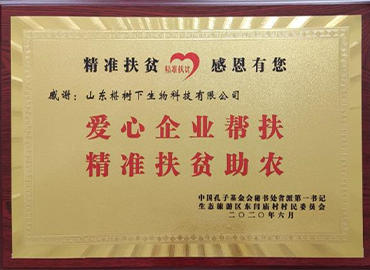 精准扶贫 精准扶贫 感恩有您
感谢：山东榙树下生物科技有限公司
爱心企业帮扶
精准扶贫助农
中国孔子基金会秘书处省派第一书记
生态旅游区东闫庙村村民委员会
二〇二〇年六月